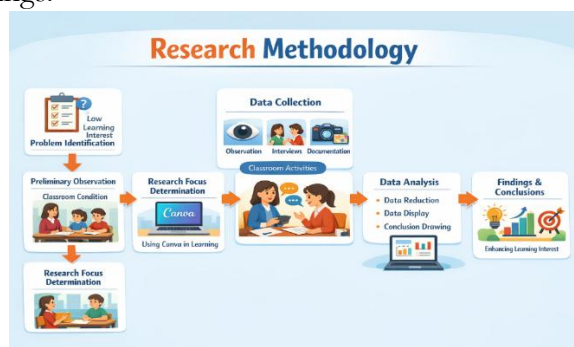 ings.
Research Methodology
Low
Learning
Interest
Problem Identification
Preliminary Observation
Classroom Condition
Research Focus
Determination
Research Focus
Determination
Canva
Using Canva in Learning
Data Collection
Observation
Interviews
Documentation
Classroom Activities
Data Analysis
• Data Reduction
• Data Display
• Conclusion Drawing
Findings &
Conclusions
Enhancing Learning Interest